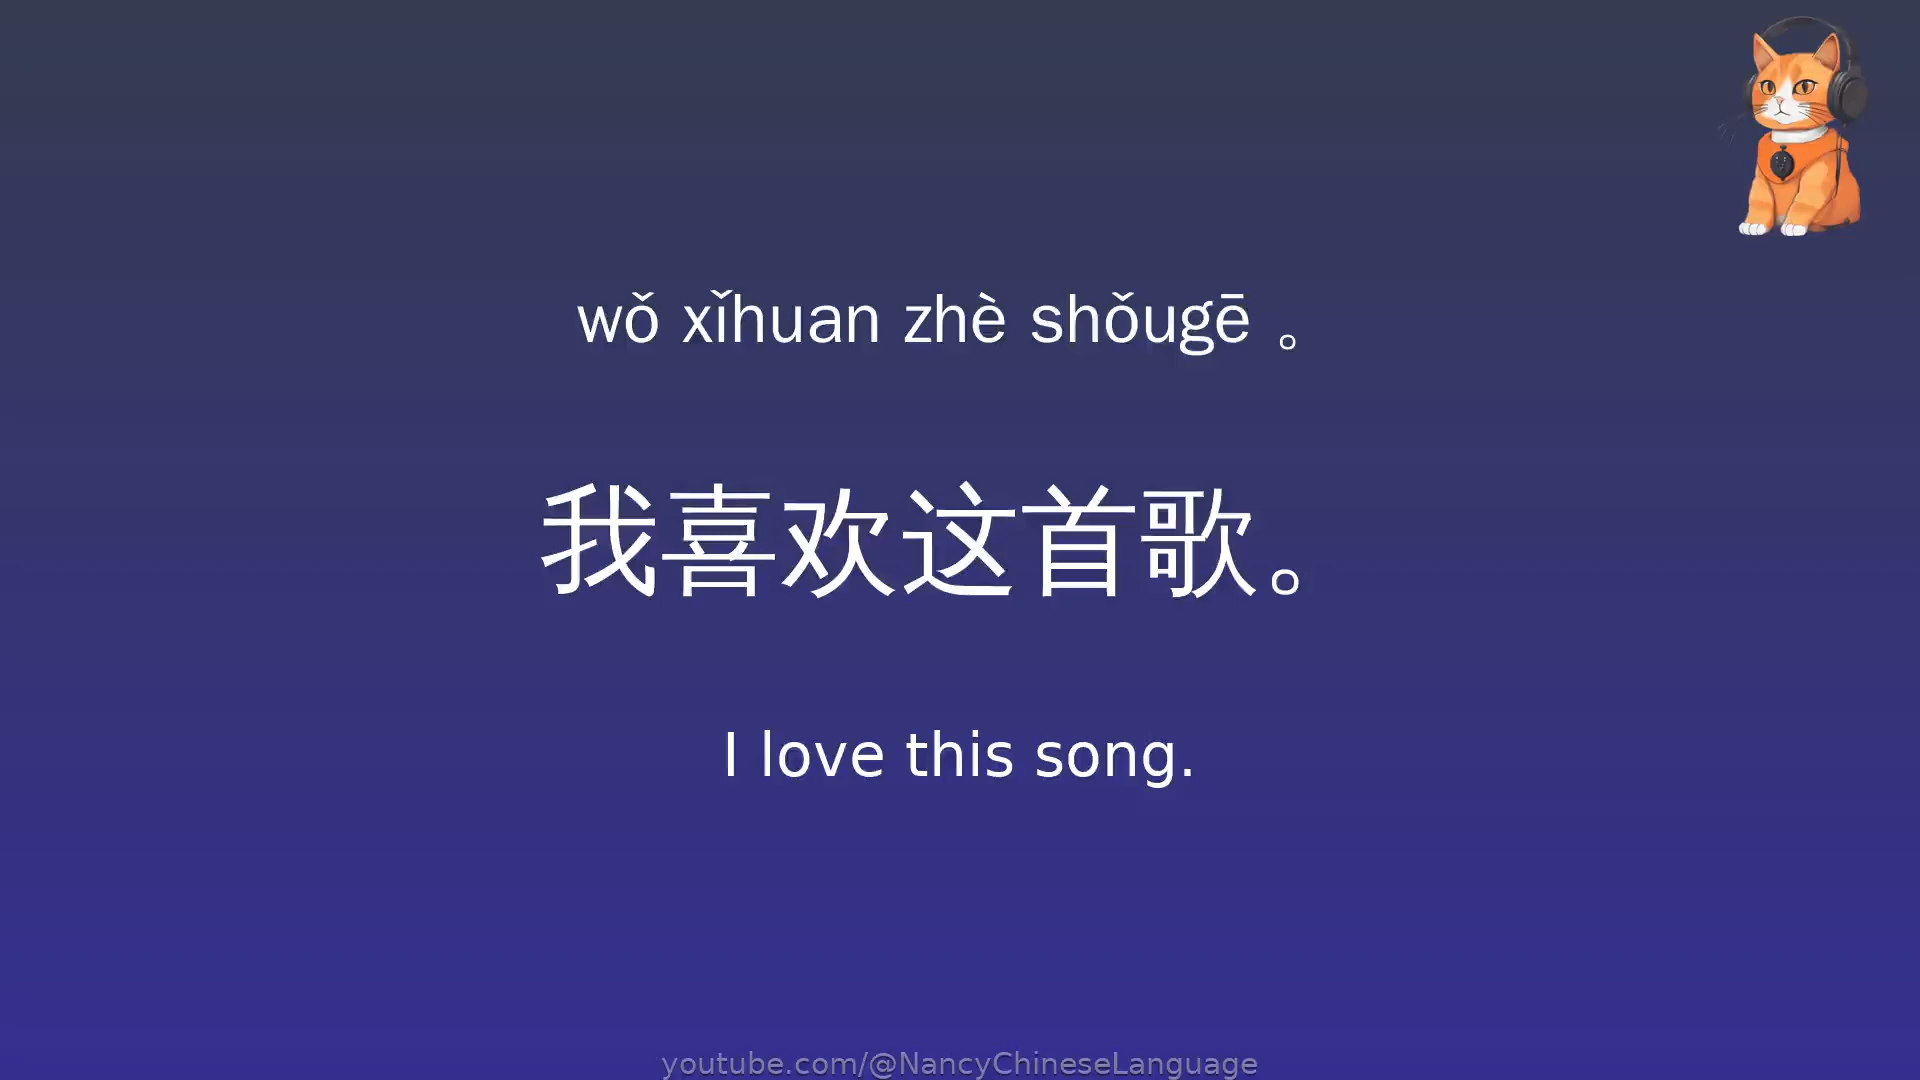 wǒ xǐhuan zhè shǒugē 。
我喜欢这首歌。
I love this song.
youtube.com/@NancyChineseLanguage